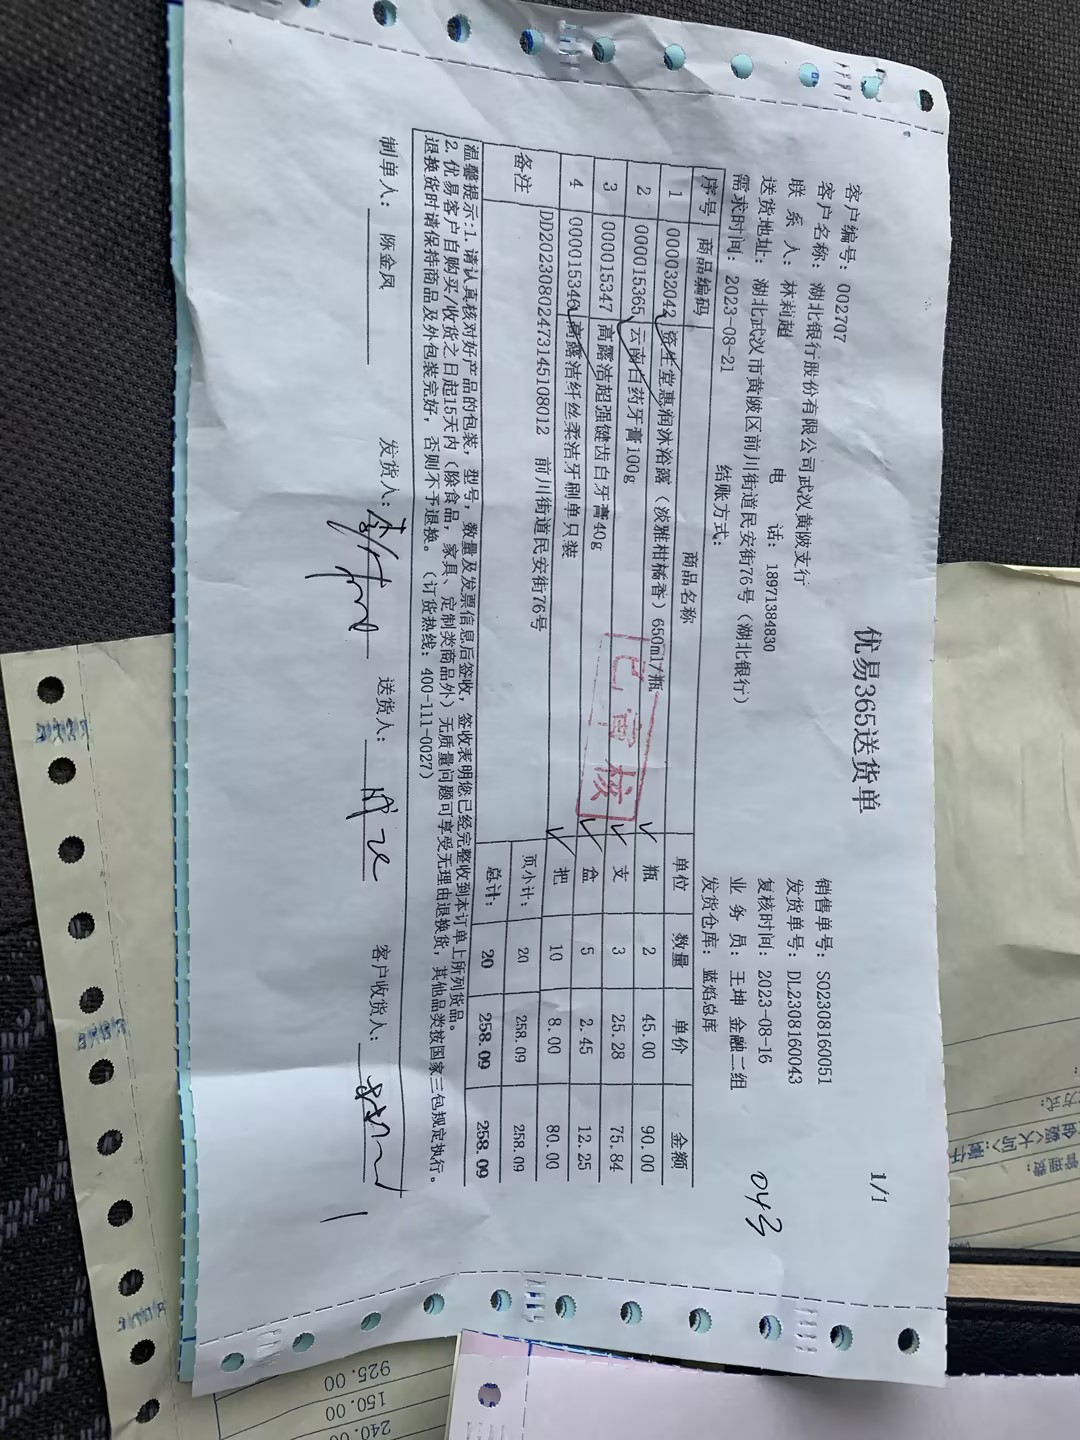 优易365送货单
1/1
客户编号: 002707 销售单号: SO2308160051
客户名称: 湖北银行股份有限公司武汉黄陂支行 发货单号: DL2308160043
联 系 人: 林莉超 电 话: 18971384830 复核时间: 2023-08-16
送货地址: 湖北武汉市黄陂区前川街道民安街76号(湖北银行) 业 务 员: 王坤 金融二组
需求时间: 2023-08-21 结账方式: 发货仓库: 蓝焰总库
043
序号 商品编码 商品名称 单位 数量 单价 金额
1 000032042 资生堂惠润沐浴露(淡雅柑橘香)650ml/瓶 瓶 2 45.00 90.00
2 000015365 云南白药牙膏100g 支 3 25.28 75.84
3 000015347 高露洁超强键齿白牙膏40g 盒 5 2.45 12.25
4 000015346 高露洁纤丝柔洁牙刷单只装 把 10 8.00 80.00
已审核
备注 DD20230802473145108012 前川街道民安街76号 页小计: 20 258.09 258.09
总计: 20 258.09 258.09
温馨提示:1. 请认真核对好产品的包装, 型号, 数量及发票信息后签收, 签收表明您已经完整收到本订单上所列货品。
2. 优易客户自购买/收货之日起15天内(除食品, 家具、定制类商品外)无质量问题可享受无理由退换货, 其他品类按国家三包规定执行。
退换货时请保持商品及外包装完好, 否则不予退换。(订货热线: 400-111-0027)
制单人: 陈金凤 发货人: 送货人: 客户收货人:
925.00
150.00
240.00
方式:
管理费: